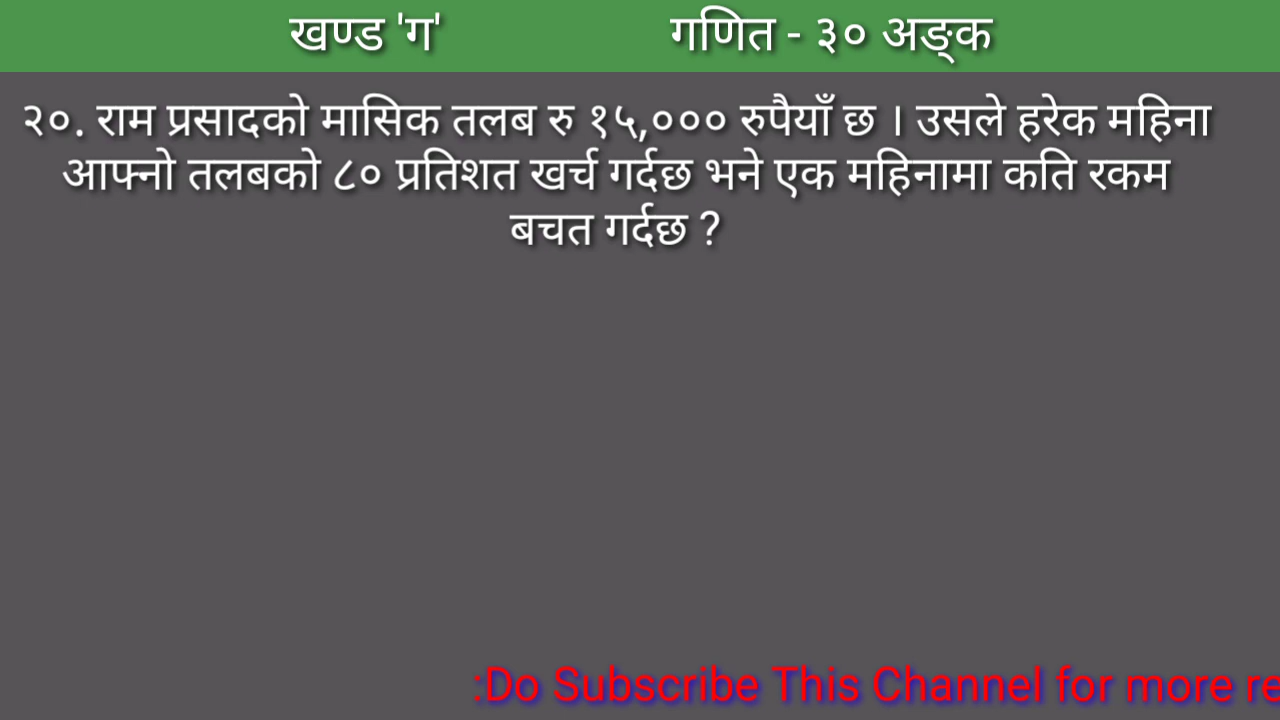 खण्ड 'ग' गणित - ३० अङ्क
२०. राम प्रसादको मासिक तलब रु १५,००० रुपैयाँ छ । उसले हरेक महिना
आफ्नो तलबको ८० प्रतिशत खर्च गर्दछ भने एक महिनामा कति रकम
बचत गर्दछ ?
:Do Subscribe This Channel for more re